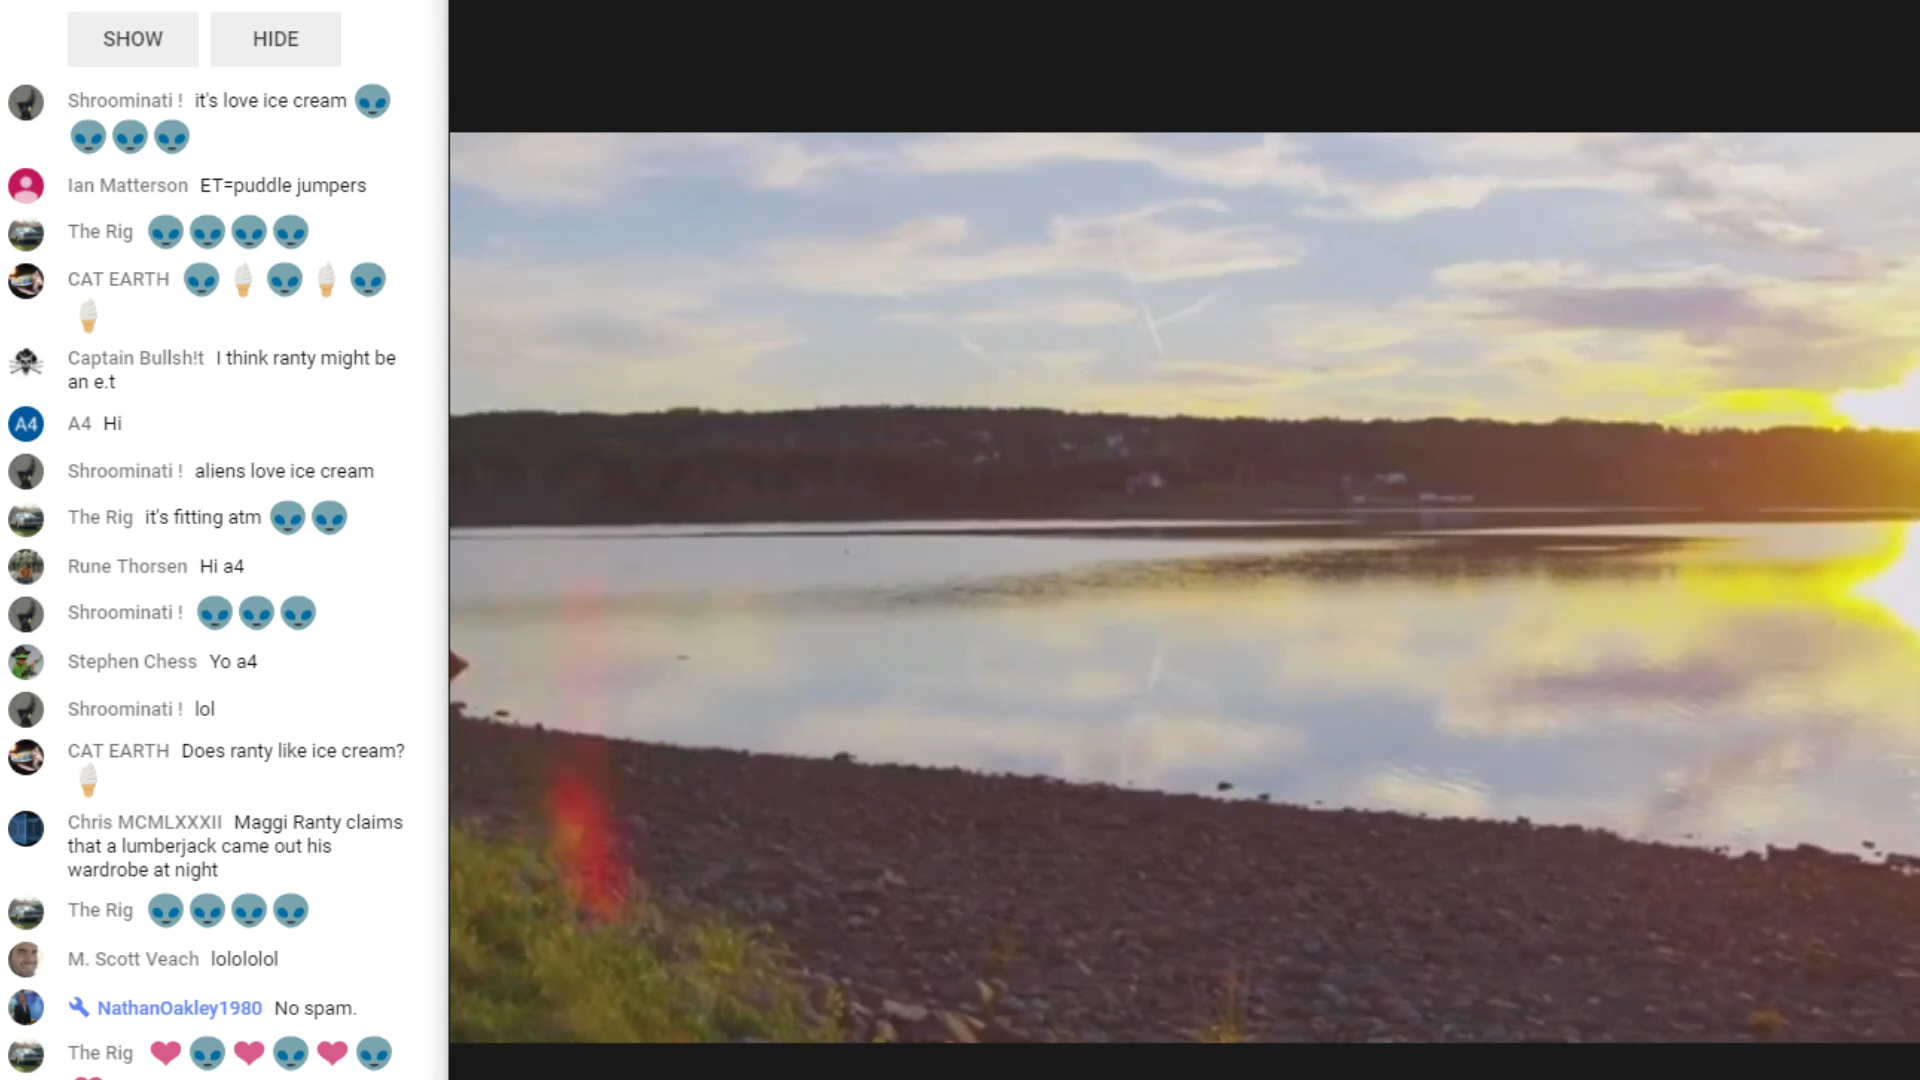 SHOW HIDE
Shroominati ! it's love ice cream 👽
👽👽👽
Ian Matterson ET=puddle jumpers
The Rig 👽👽👽👽
CAT EARTH 👽🍦👽🍦👽
🍦
Captain Bullsh!t I think ranty might be
an e.t
A4 A4 Hi
Shroominati ! aliens love ice cream
The Rig it's fitting atm 👽👽
Rune Thorsen Hi a4
Shroominati ! 👽👽👽
Stephen Chess Yo a4
Shroominati ! lol
CAT EARTH Does ranty like ice cream?
🍦
Chris MCMLXXXII Maggi Ranty claims
that a lumberjack came out his
wardrobe at night
The Rig 👽👽👽👽
M. Scott Veach lolololol
NathanOakley1980 No spam.
The Rig ❤👽❤👽❤👽